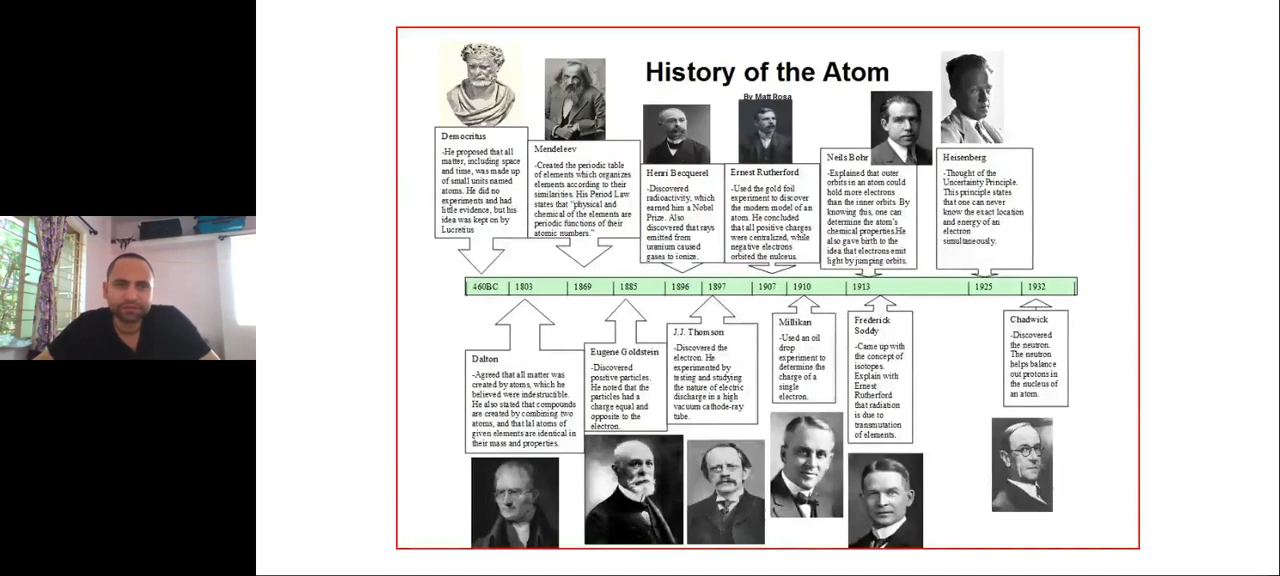 History of the Atom
By Matt Rosa
Democritus
-He proposed that all
matter, including space
and time, was made up
of small units named
atoms. He did no
experiments and had
little evidence, but his
idea was kept on by
Lucretius
Mendeleev
-Created the periodic table
of elements which organizes
elements according to their
similarities. His Period Law
states that "physical and
chemical of the elements are
periodic functions of their
atomic numbers."
Henri Becquerel
-Discovered
radioactivity, which
earned him a Nobel
Prize. Also
discovered that rays
emitted from
uranium caused
gases to ionize.
Ernest Rutherford
-Used the gold foil
experiment to discover
the modern model of an
atom. He concluded
that all positive charges
were centralized, while
negative electrons
orbited the nulceus.
Neils Bohr
-Explained that outer
orbits in an atom could
hold more electrons
than the inner orbits. By
knowing this, one can
determine the atom's
chemical properties.He
also gave birth to the
idea that electrons emit
light by jumping orbits.
Heisenberg
-Thought of the
Uncertainty Principle.
This principle states
that one can never
know the exact location
and energy of an
electron
simultaneously.
460BC 1803 1869 1885 1896 1897 1907 1910 1913 1925 1932
Dalton
-Agreed that all matter was
created by atoms, which he
believed were indestructible.
He also stated that compounds
are created by combining two
atoms, and that lal atoms of
given elements are identical in
their mass and properties.
Eugene Goldstein
-Discovered
positive particles.
He noted that the
particles had a
charge equal and
opposite to the
electron.
J.J. Thomson
-Discovered the
electron. He
experimented by
testing and studying
the nature of electric
discharge in a high
vacuum cathode-ray
tube.
Millikan
-Used an oil
drop
experiment to
determine the
charge of a
single
electron.
Frederick
Soddy
-Came up with
the concept of
isotopes.
Explain with
Ernest
Rutherford
that radiation
is due to
transmutation
of elements.
Chadwick
-Discovered
the neutron.
The neutron
helps balance
out protons in
the nucleus of
an atom.